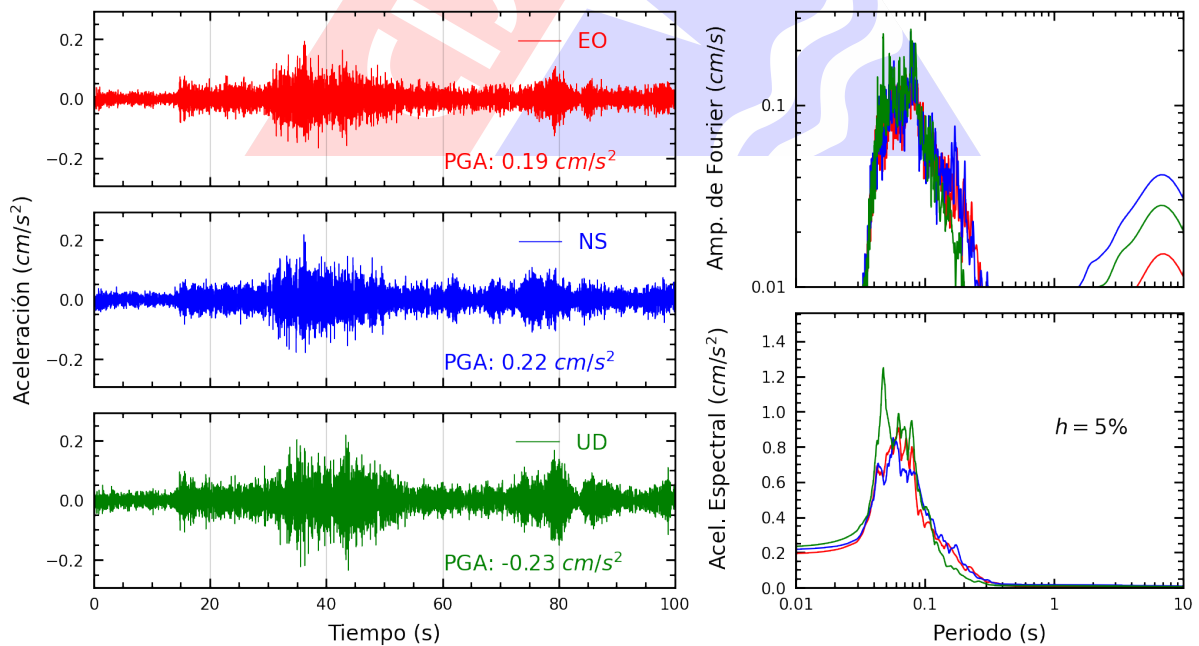 Aceleración (cm/s²)
0.2
0.0
−0.2
EO
PGA: 0.19 cm/s²
0.2
0.0
−0.2
NS
PGA: 0.22 cm/s²
0.2
0.0
−0.2
UD
PGA: -0.23 cm/s²
0 20 40 60 80 100
Tiempo (s)
Amp. de Fourier (cm/s)
0.1
0.01
Acel. Espectral (cm/s²)
1.4
1.2
1.0
0.8
0.6
0.4
0.2
0.0
h = 5%
0.01 0.1 1 10
Periodo (s)